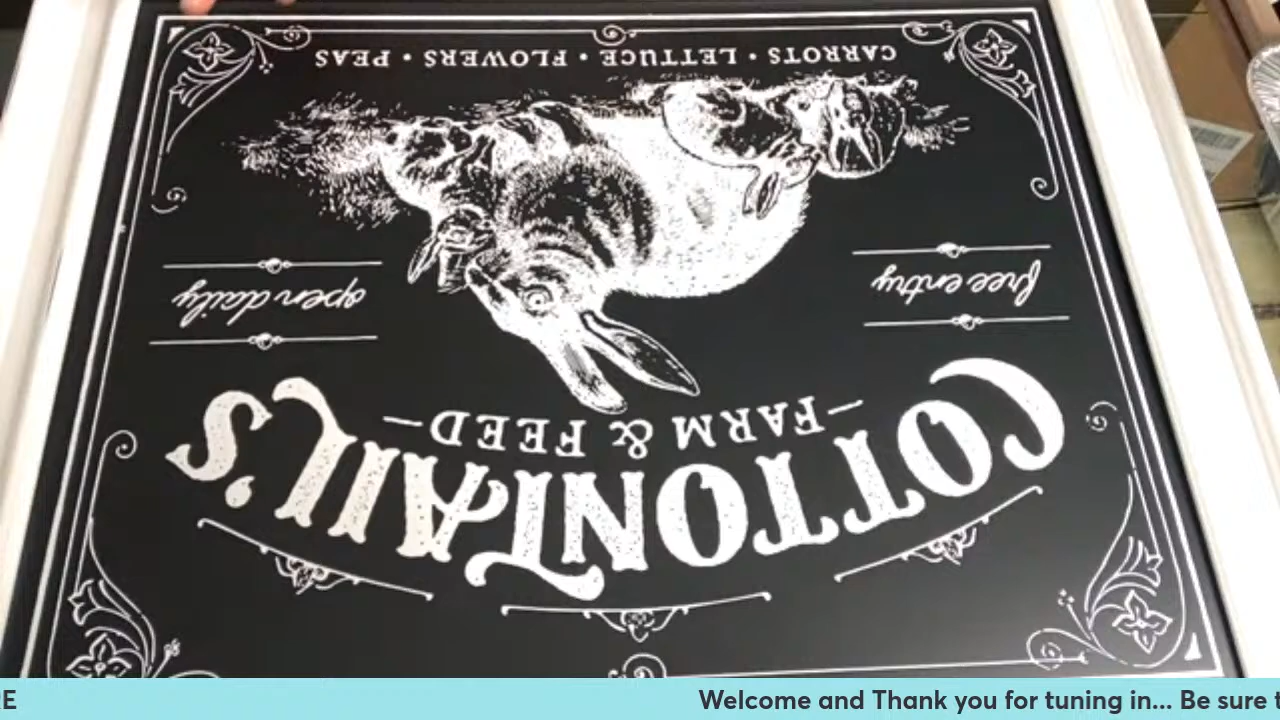 COTTONTAIL'S
— FARM & FEED —
free entry
open daily
CARROTS • LETTUCE • FLOWERS • PEAS
RE
Welcome and Thank you for tuning in... Be sure t